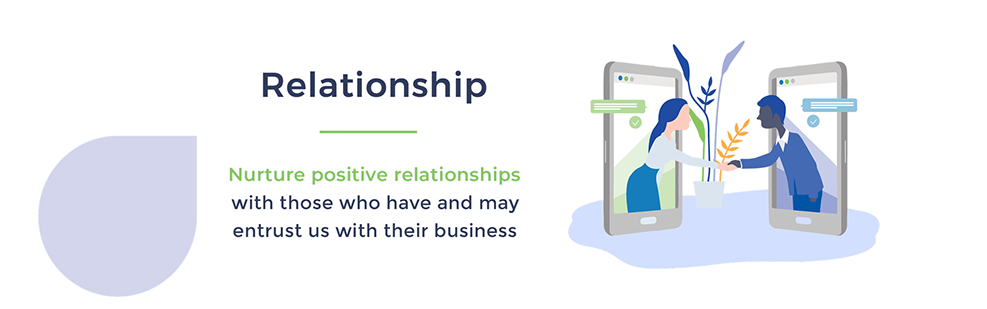 Relationship
Nurture positive relationships
with those who have and may
entrust us with their business